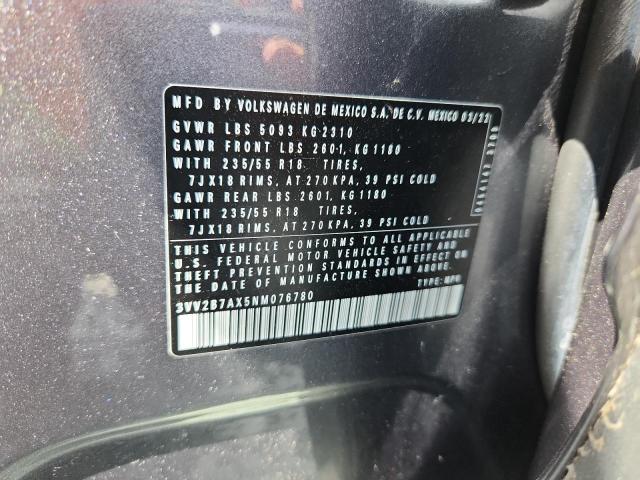 MFD BY VOLKSWAGEN DE MEXICO S.A. DE C.V. MEXICO 03/22
GVWR LBS 5093 KG 2310
GAWR FRONT LBS. 2601, KG 1180
WITH 235/55 R18 TIRES,
7JX18 RIMS, AT 270 KPA, 39 PSI COLD
GAWR REAR LBS. 2601, KG 1180
WITH 235/55 R18 TIRES,
7JX18 RIMS, AT 270 KPA, 39 PSI COLD
THIS VEHICLE CONFORMS TO ALL APPLICABLE
U.S. FEDERAL MOTOR VEHICLE SAFETY AND
THEFT PREVENTION STANDARDS IN EFFECT ON
THE DATE OF MANUFACTURE SHOWN ABOVE.
TYPE: MPV
3VV2B7AX5NM076780